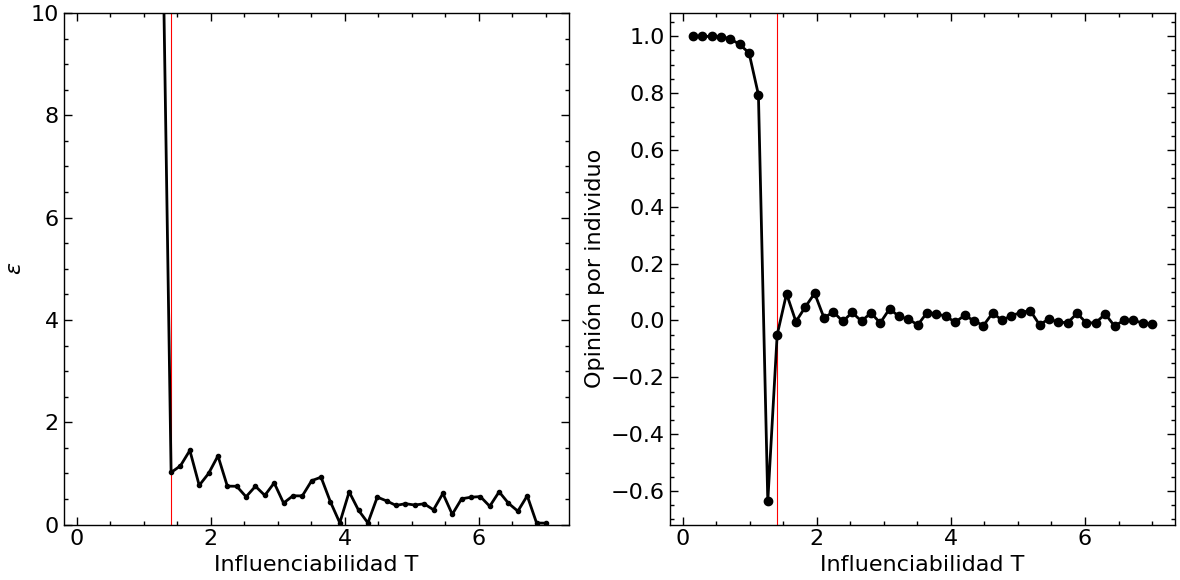 10
8
6
4
2
0
ε
0 2 4 6
Influenciabilidad T
1.0
0.8
0.6
0.4
0.2
0.0
−0.2
−0.4
−0.6
Opinión por individuo
0 2 4 6
Influenciabilidad T